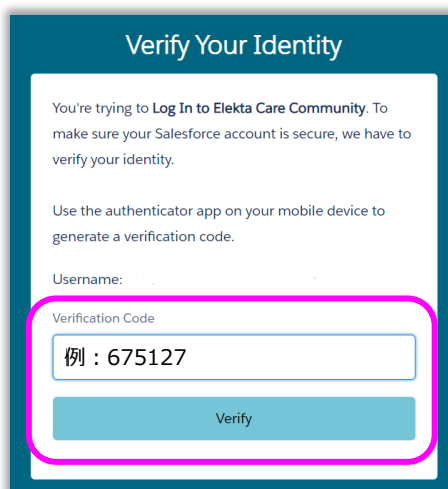 Verify Your Identity
You're trying to Log In to Elekta Care Community. To
make sure your Salesforce account is secure, we have to
verify your identity.
Use the authenticator app on your mobile device to
generate a verification code.
Username:
Verification Code
例：675127
Verify